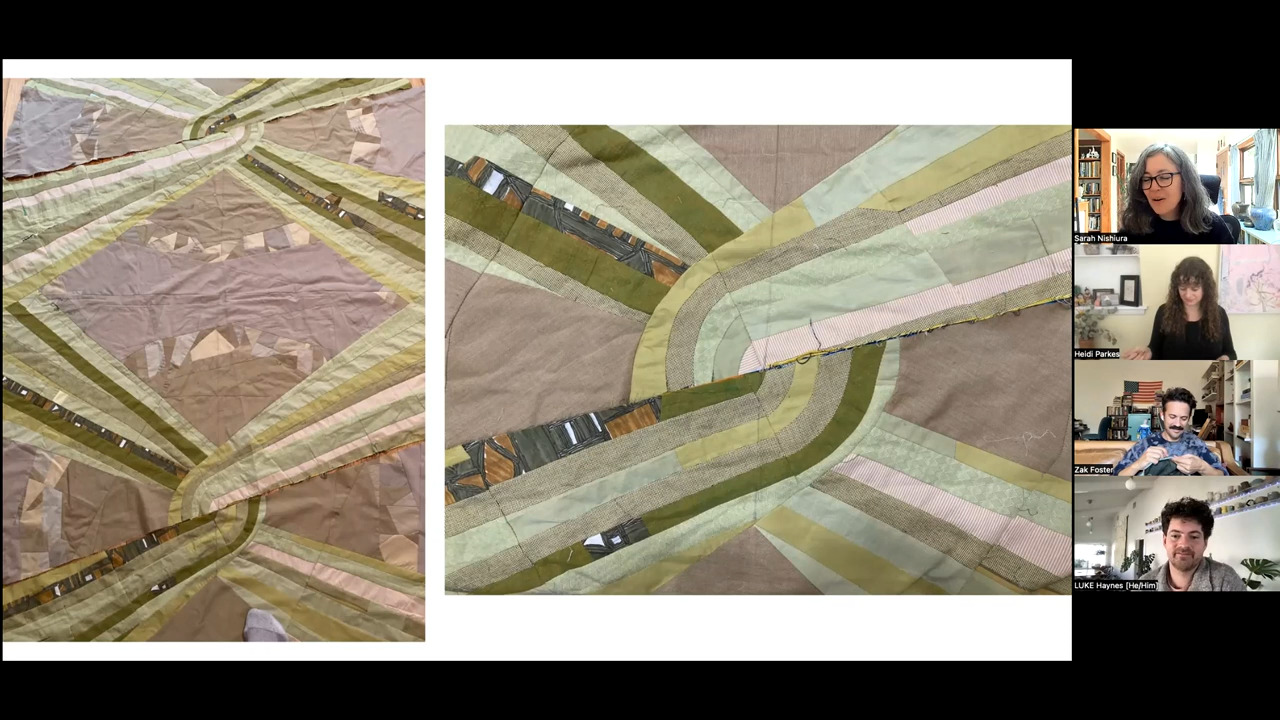 Sarah Nishiura
Heidi Parkes
Zak Foster
LUKE Haynes [He/Him]